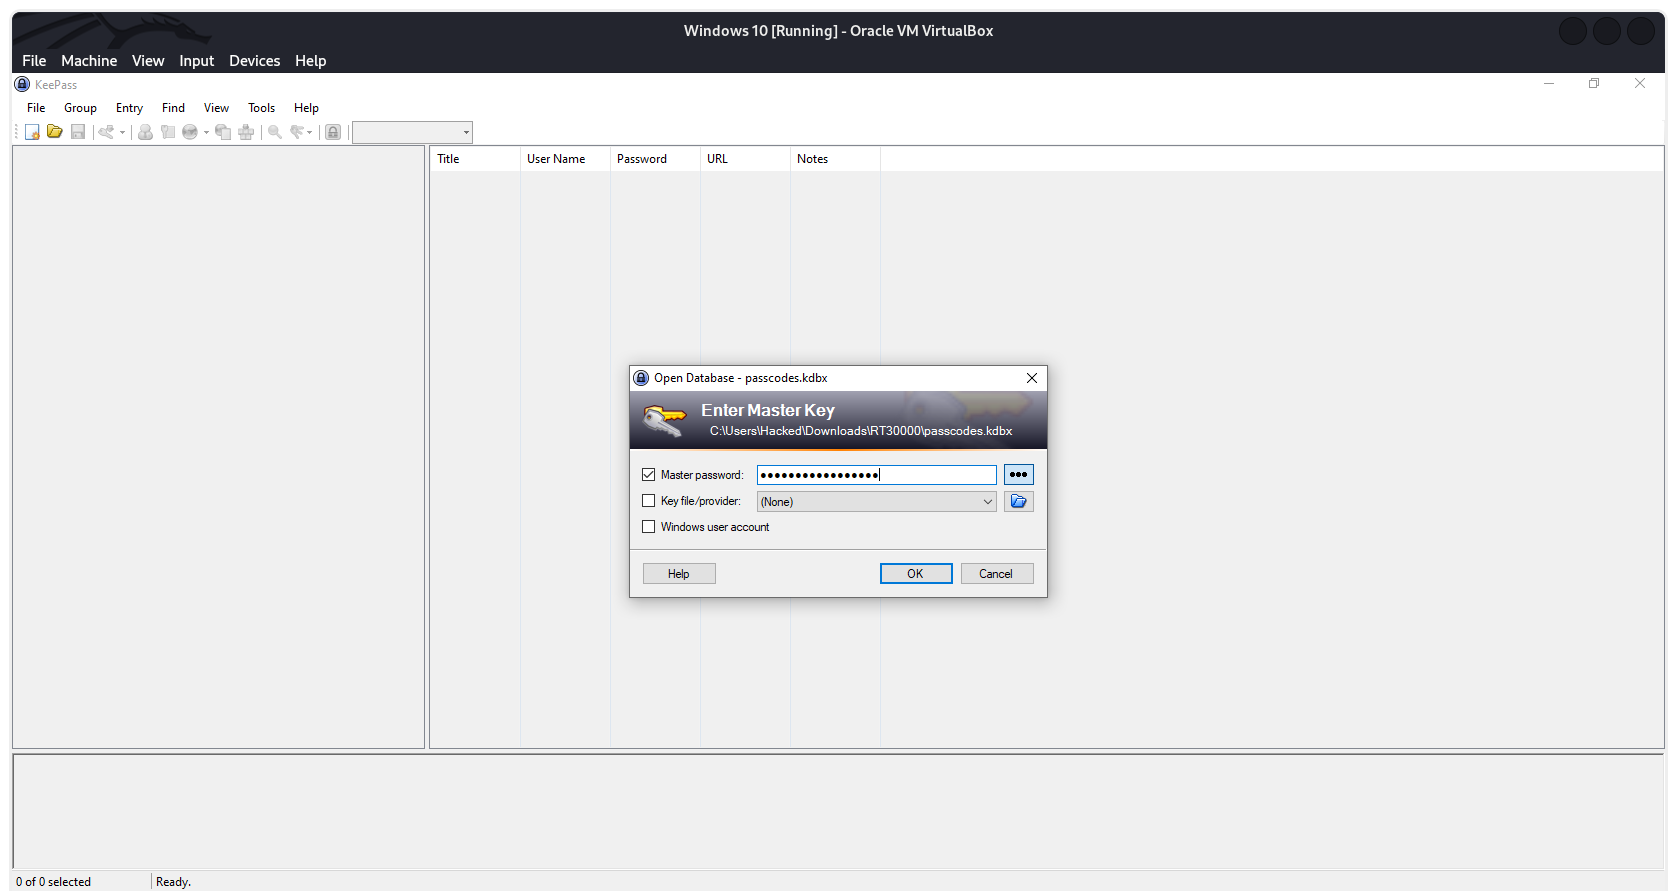 Windows 10 [Running] - Oracle VM VirtualBox
File Machine View Input Devices Help
KeePass
File Group Entry Find View Tools Help
Title User Name Password URL Notes
Open Database - passcodes.kdbx
Enter Master Key
C:\Users\Hacked\Downloads\RT30000\passcodes.kdbx
Master password: •••••••••••••••••
Key file/provider: (None)
Windows user account
Help OK Cancel
0 of 0 selected Ready.